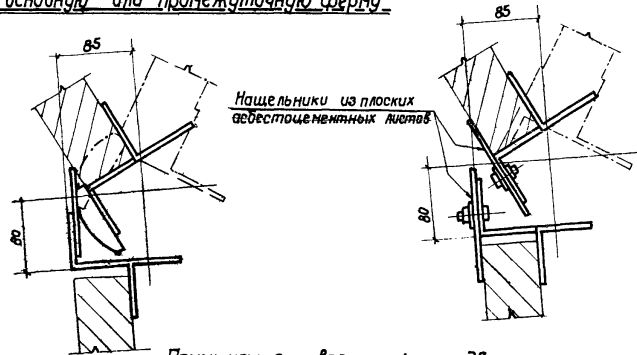 основную или промежуточную ферму
85
85
Нащельники из плоских
асбестоцементных листов
80
80